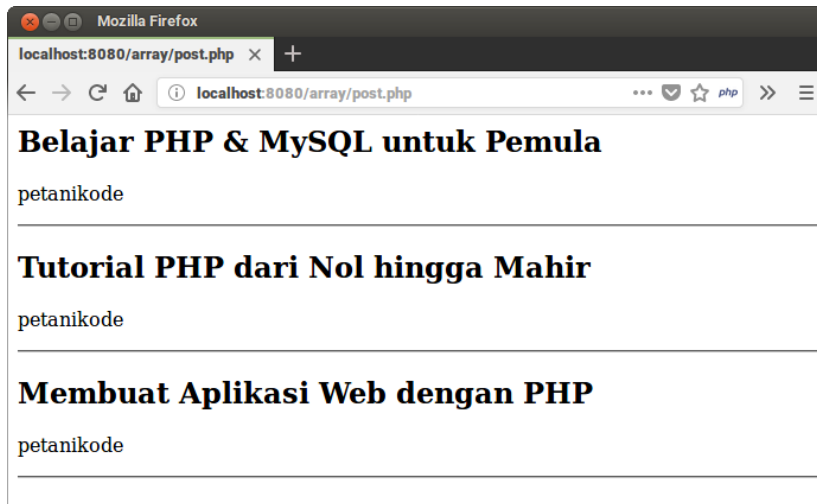 Mozilla Firefox
localhost:8080/array/post.php
localhost:8080/array/post.php
php
Belajar PHP & MySQL untuk Pemula
petanikode
Tutorial PHP dari Nol hingga Mahir
petanikode
Membuat Aplikasi Web dengan PHP
petanikode